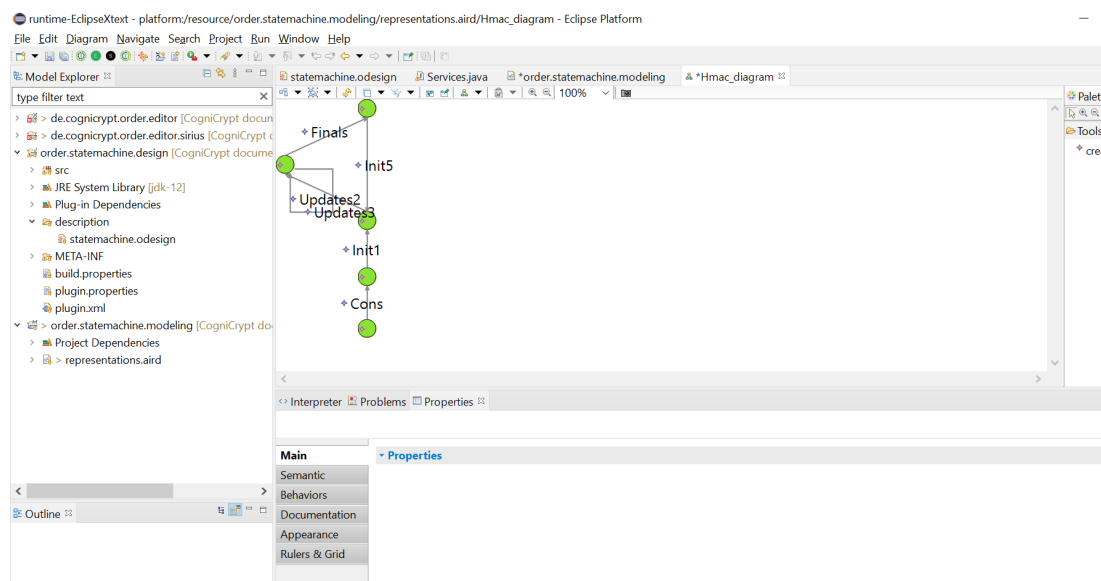 runtime-EclipseXtext - platform:/resource/order.statemachine.modeling/representations.aird/Hmac_diagram - Eclipse Platform
File Edit Diagram Navigate Search Project Run Window Help
Model Explorer
statemachine.odesign Services.java *order.statemachine.modeling *Hmac_diagram
type filter text
100%
Palet
> de.cognicrypt.order.editor [CogniCrypt docun
> de.cognicrypt.order.editor.sirius [CogniCrypt
order.statemachine.design [CogniCrypt docume
src
JRE System Library [jdk-12]
Plug-in Dependencies
description
statemachine.odesign
META-INF
build.properties
plugin.properties
plugin.xml
> order.statemachine.modeling [CogniCrypt do
Project Dependencies
> representations.aird
Outline
Finals
Init5
Updates2
Updates3
Init1
Cons
Tools
cre
Interpreter Problems Properties
Main
Semantic
Behaviors
Documentation
Appearance
Rulers & Grid
Properties